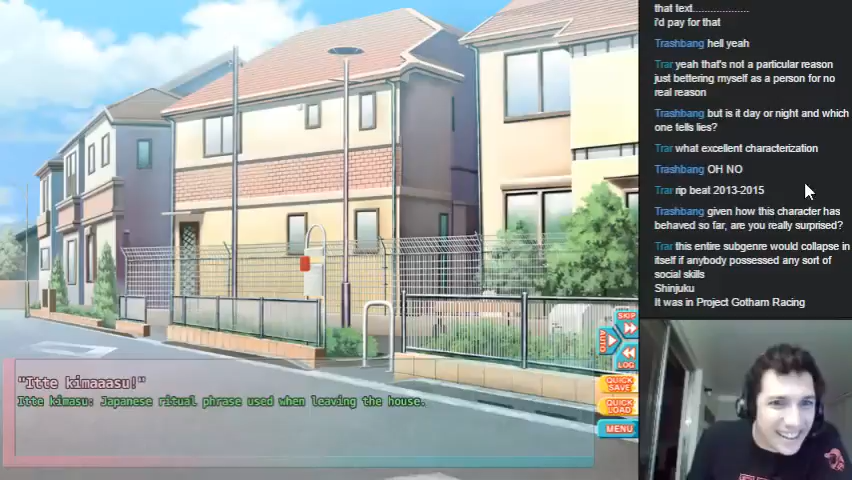 that text...................
i'd pay for that
Trashbang hell yeah
Trar yeah that's not a particular reason
just bettering myself as a person for no
real reason
Trashbang but is it day or night and which
one tells lies?
Trar what excellent characterization
Trashbang OH NO
Trar rip beat 2013-2015
Trashbang given how this character has
behaved so far, are you really surprised?
Trar this entire subgenre would collapse in
itself if anybody possessed any sort of
social skills
Shinjuku
It was in Project Gotham Racing
SKIP
AUTO
LOG
QUICK
SAVE
QUICK
LOAD
MENU
"Itte kimaaasu!"
Itte kimasu: Japanese ritual phrase used when leaving the house.